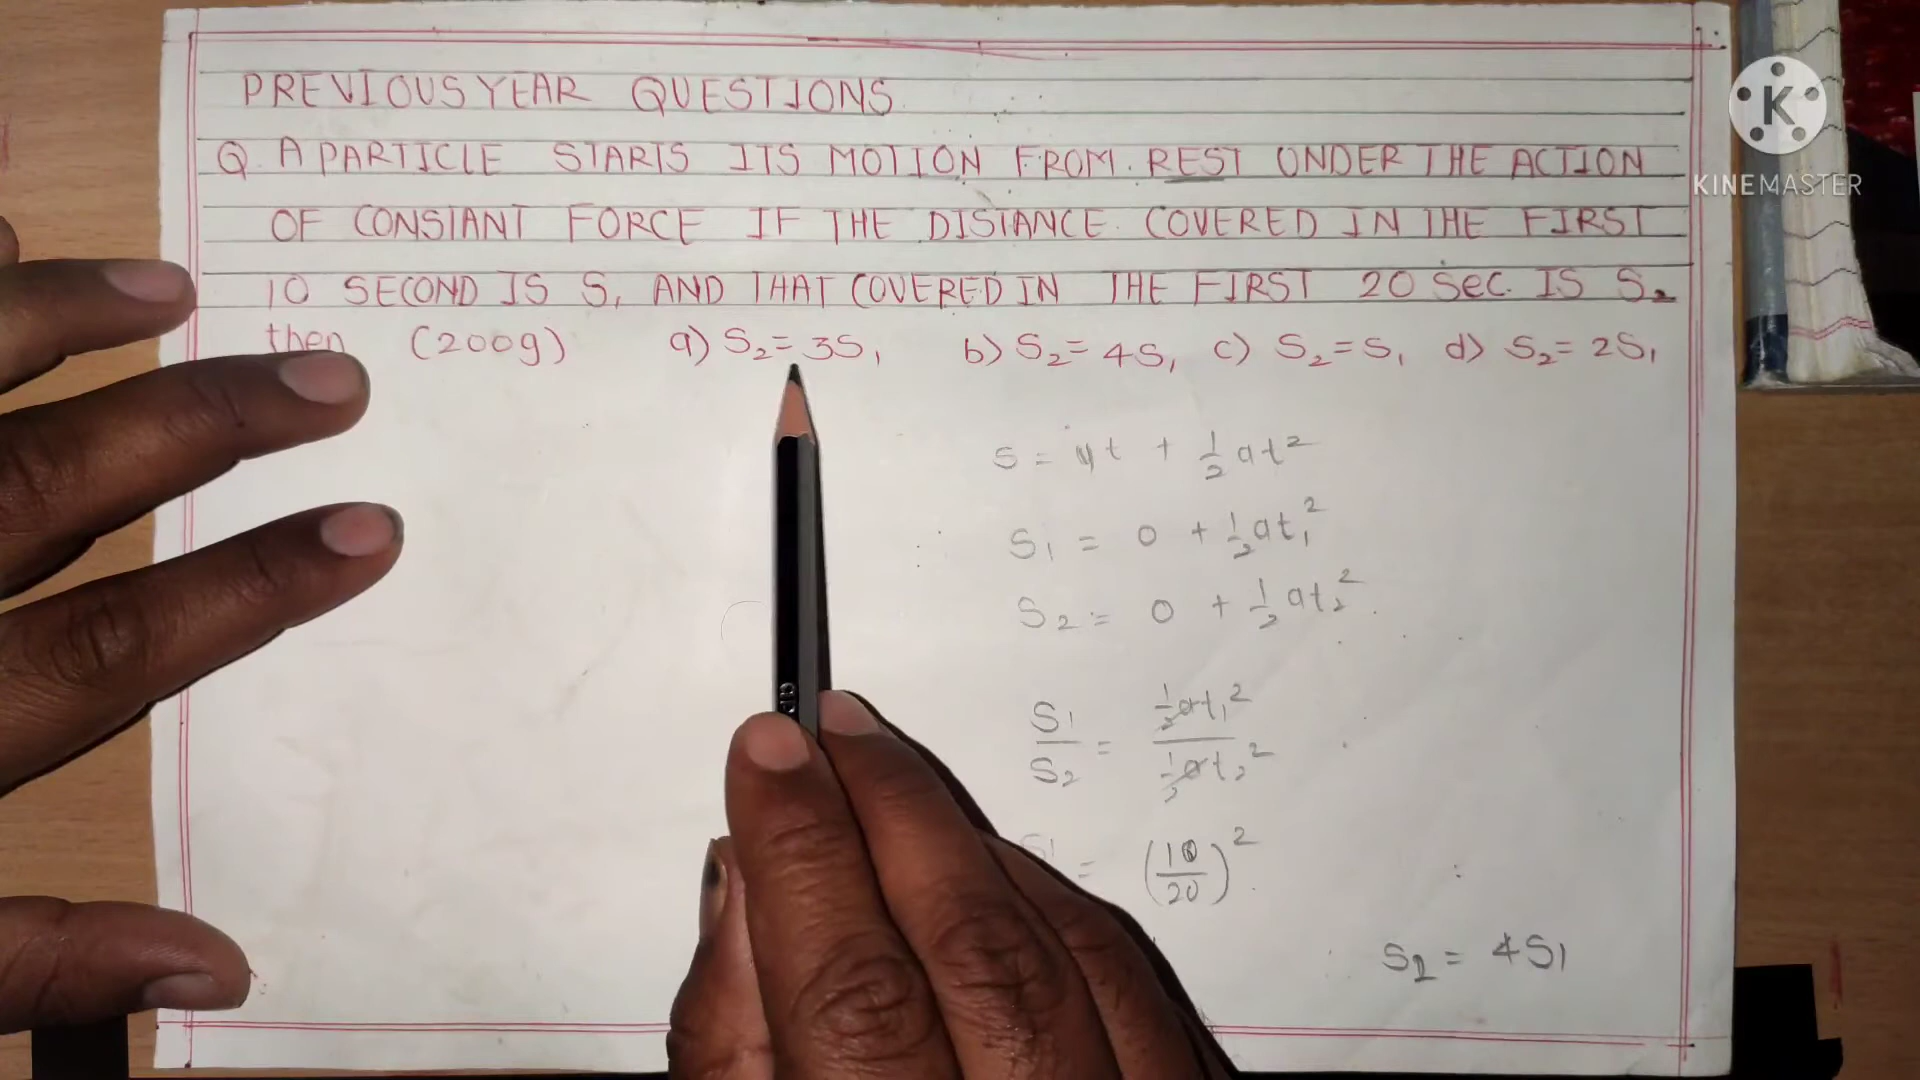 PREVIOUS YEAR QUESTIONS
Q. A PARTICLE STARTS ITS MOTION FROM. REST UNDER THE ACTION
OF CONSTANT FORCE IF THE DISTANCE COVERED IN THE FIRST
10 SECOND IS S₁ AND THAT COVERED IN THE FIRST 20 SEC. IS S₂
then (2009) a) S₂ = 3S₁ b) S₂ = 4S₁ c) S₂ = S₁ d) S₂ = 2S₁
S = ut + 1/2 at²
S₁ = 0 + 1/2 at₁²
S₂ = 0 + 1/2 at₂²
S₁/S₂ = 1/2 at₁² / 1/2 at₂²
= (10/20)²
S₂ = 4S₁
K
KINEMASTER